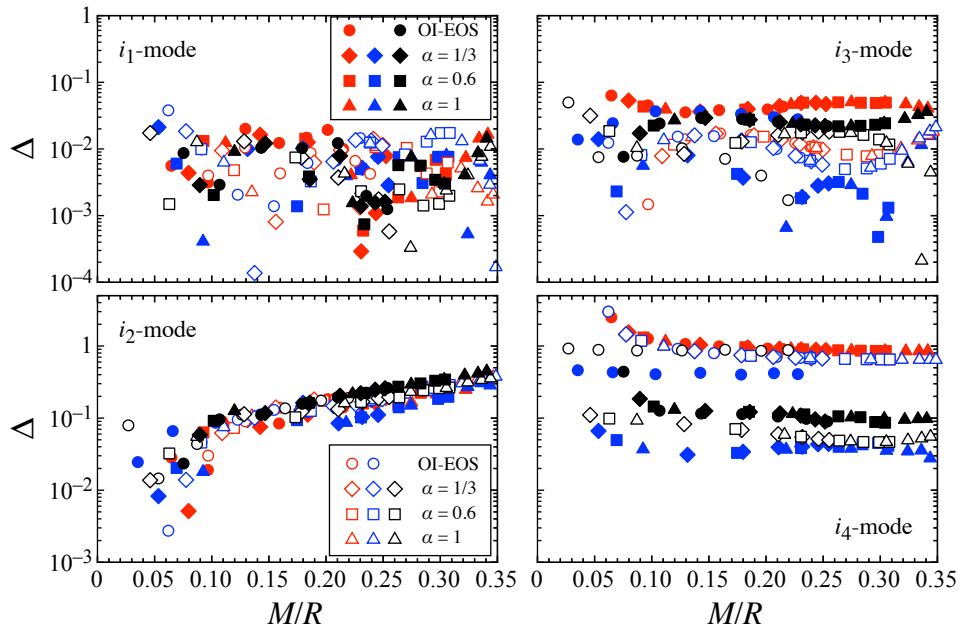 1
10⁻¹
10⁻²
10⁻³
10⁻⁴
Δ
i₁-mode
OI-EOS
α = 1/3
α = 0.6
α = 1
i₃-mode
1
10⁻¹
10⁻²
10⁻³
Δ
i₂-mode
OI-EOS
α = 1/3
α = 0.6
α = 1
i₄-mode
0 0.05 0.10 0.15 0.20 0.25 0.30 0.35
0.05 0.10 0.15 0.20 0.25 0.30 0.35
M/R
M/R